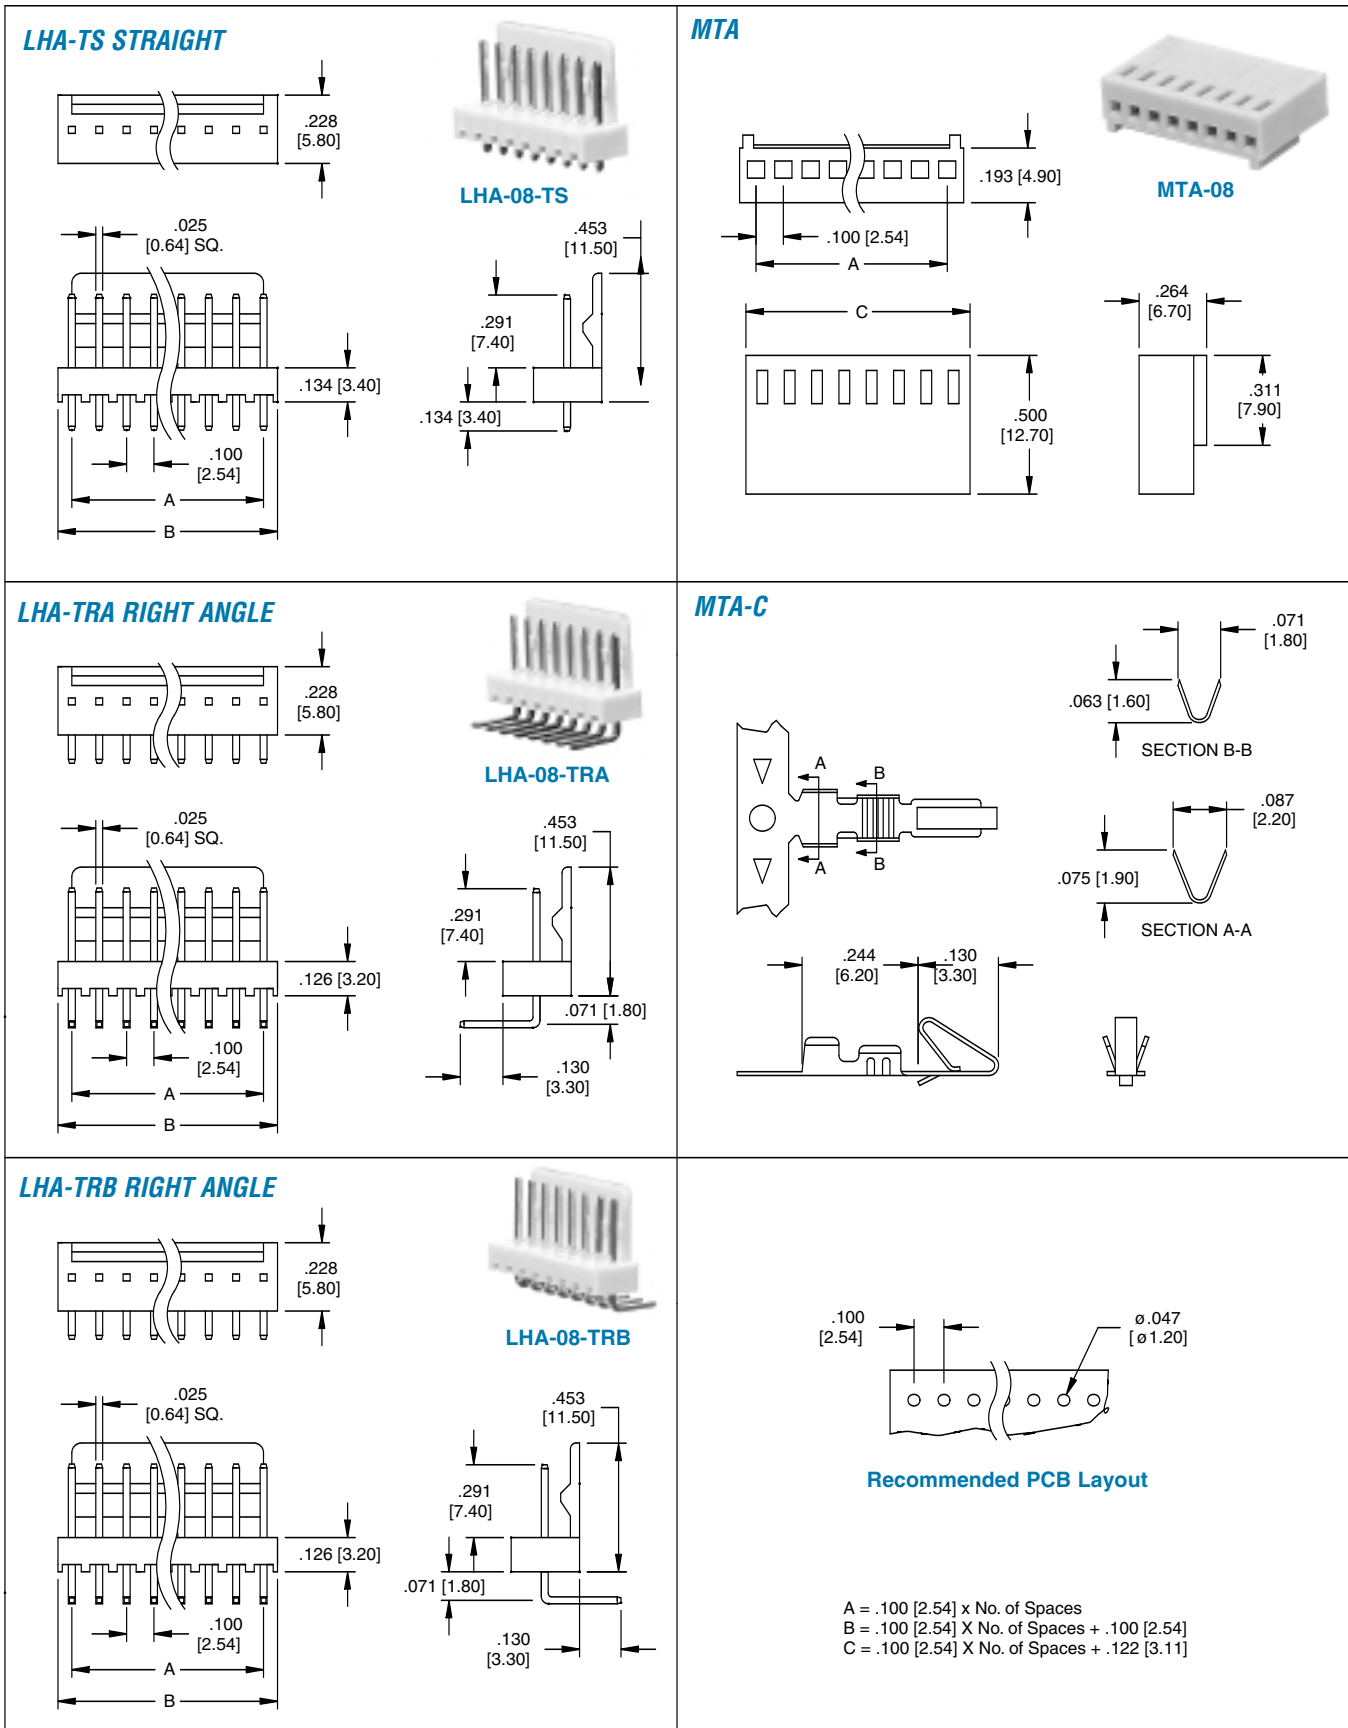 LHA-TS STRAIGHT
.228
[5.80]
LHA-08-TS
.025
[0.64] SQ.
.453
[11.50]
.291
[7.40]
.134 [3.40]
.134 [3.40]
.100
[2.54]
A
B
MTA
.193 [4.90]
MTA-08
.100 [2.54]
A
C
.264
[6.70]
.500
[12.70]
.311
[7.90]
LHA-TRA RIGHT ANGLE
.228
[5.80]
LHA-08-TRA
.025
[0.64] SQ.
.453
[11.50]
.291
[7.40]
.126 [3.20]
.071 [1.80]
.100
[2.54]
.130
[3.30]
A
B
MTA-C
.071
[1.80]
.063 [1.60]
SECTION B-B
A
B
.087
[2.20]
.075 [1.90]
A
B
SECTION A-A
.244
[6.20]
.130
[3.30]
LHA-TRB RIGHT ANGLE
.228
[5.80]
LHA-08-TRB
.025
[0.64] SQ.
.453
[11.50]
.291
[7.40]
.126 [3.20]
.071 [1.80]
.100
[2.54]
.130
[3.30]
A
B
.100
[2.54]
ø.047
[ø1.20]
Recommended PCB Layout
A = .100 [2.54] x No. of Spaces
B = .100 [2.54] X No. of Spaces + .100 [2.54]
C = .100 [2.54] X No. of Spaces + .122 [3.11]